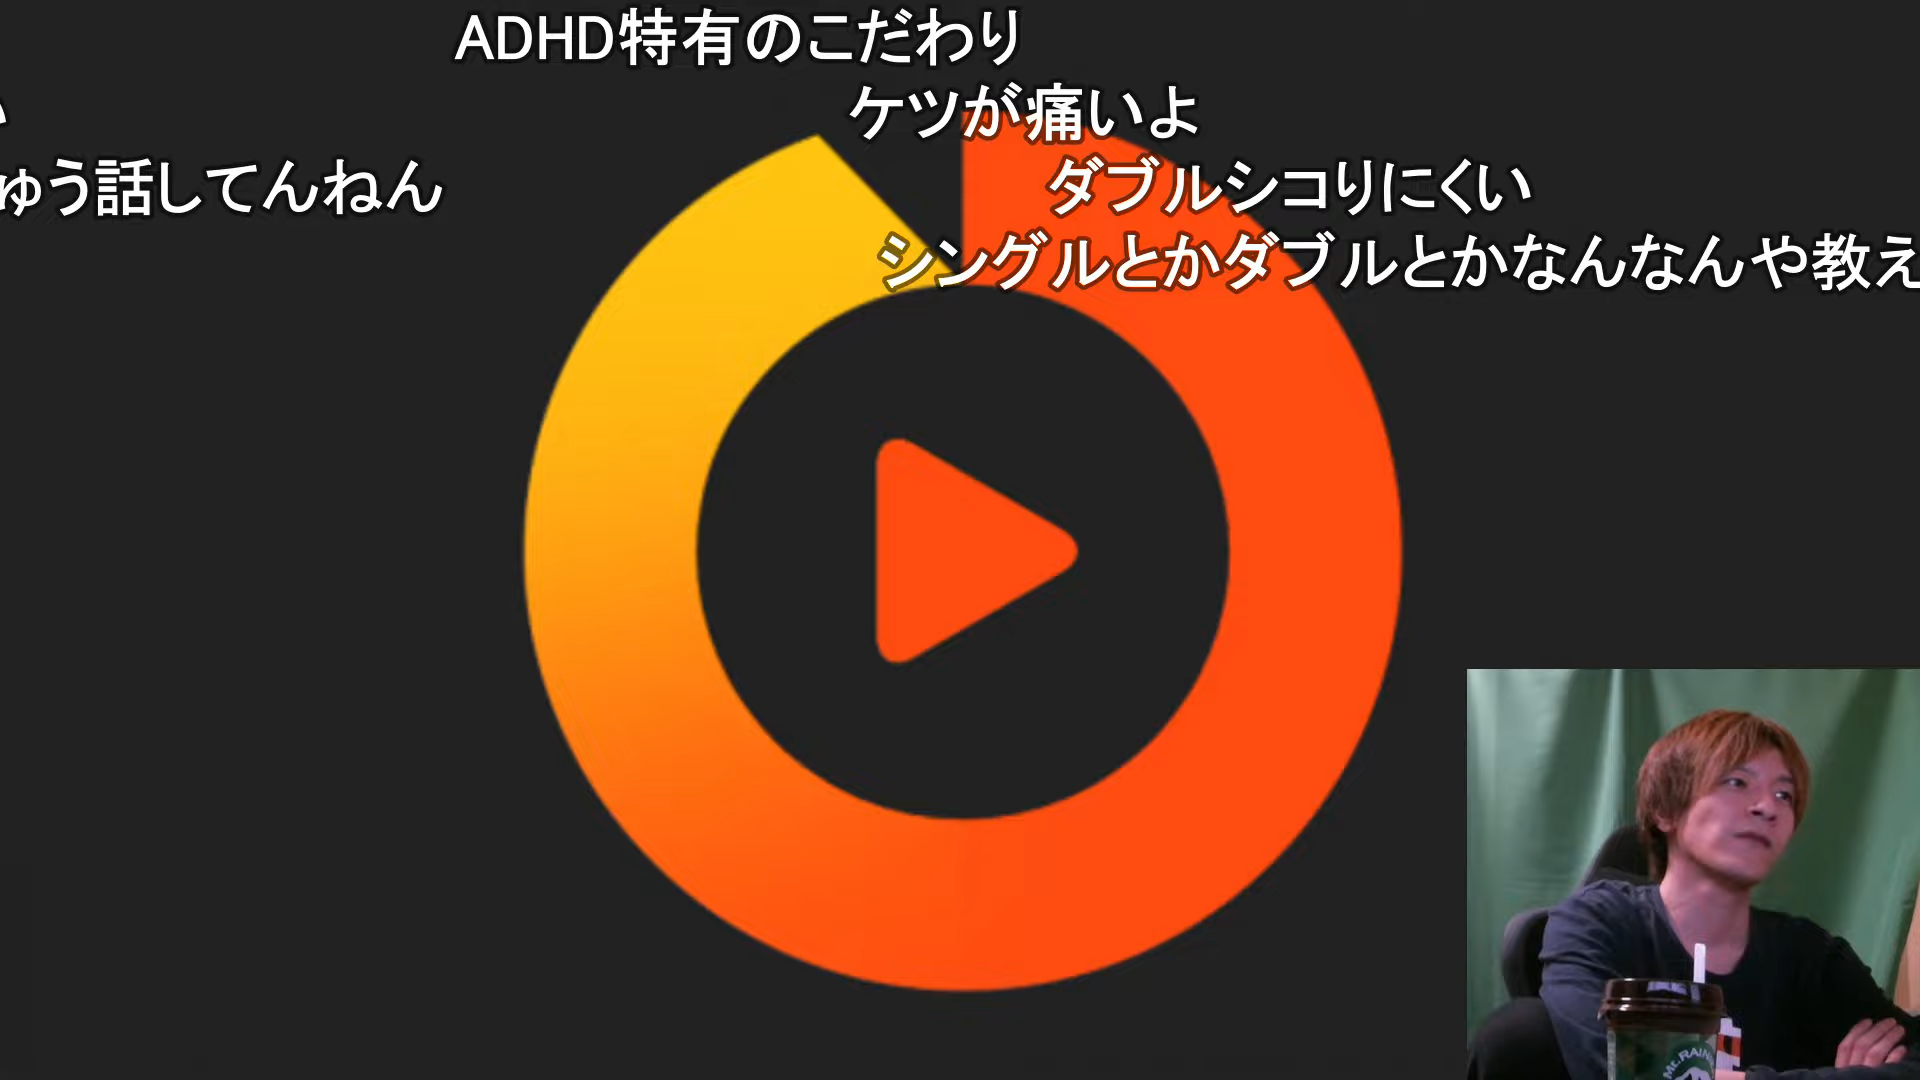 ADHD特有のこだわり
ケツが痛いよ
ゅう話してんねん
ダブルシコりにくい
シングルとかダブルとかなんなんや教え
Mt.RAIN